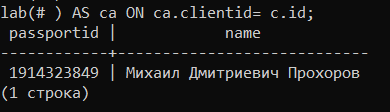 lab(# ) AS ca ON ca.clientid= c.id;
 passportid |            name
------------+----------------------------
 1914323849 | Михаил Дмитриевич Прохоров
(1 строка)